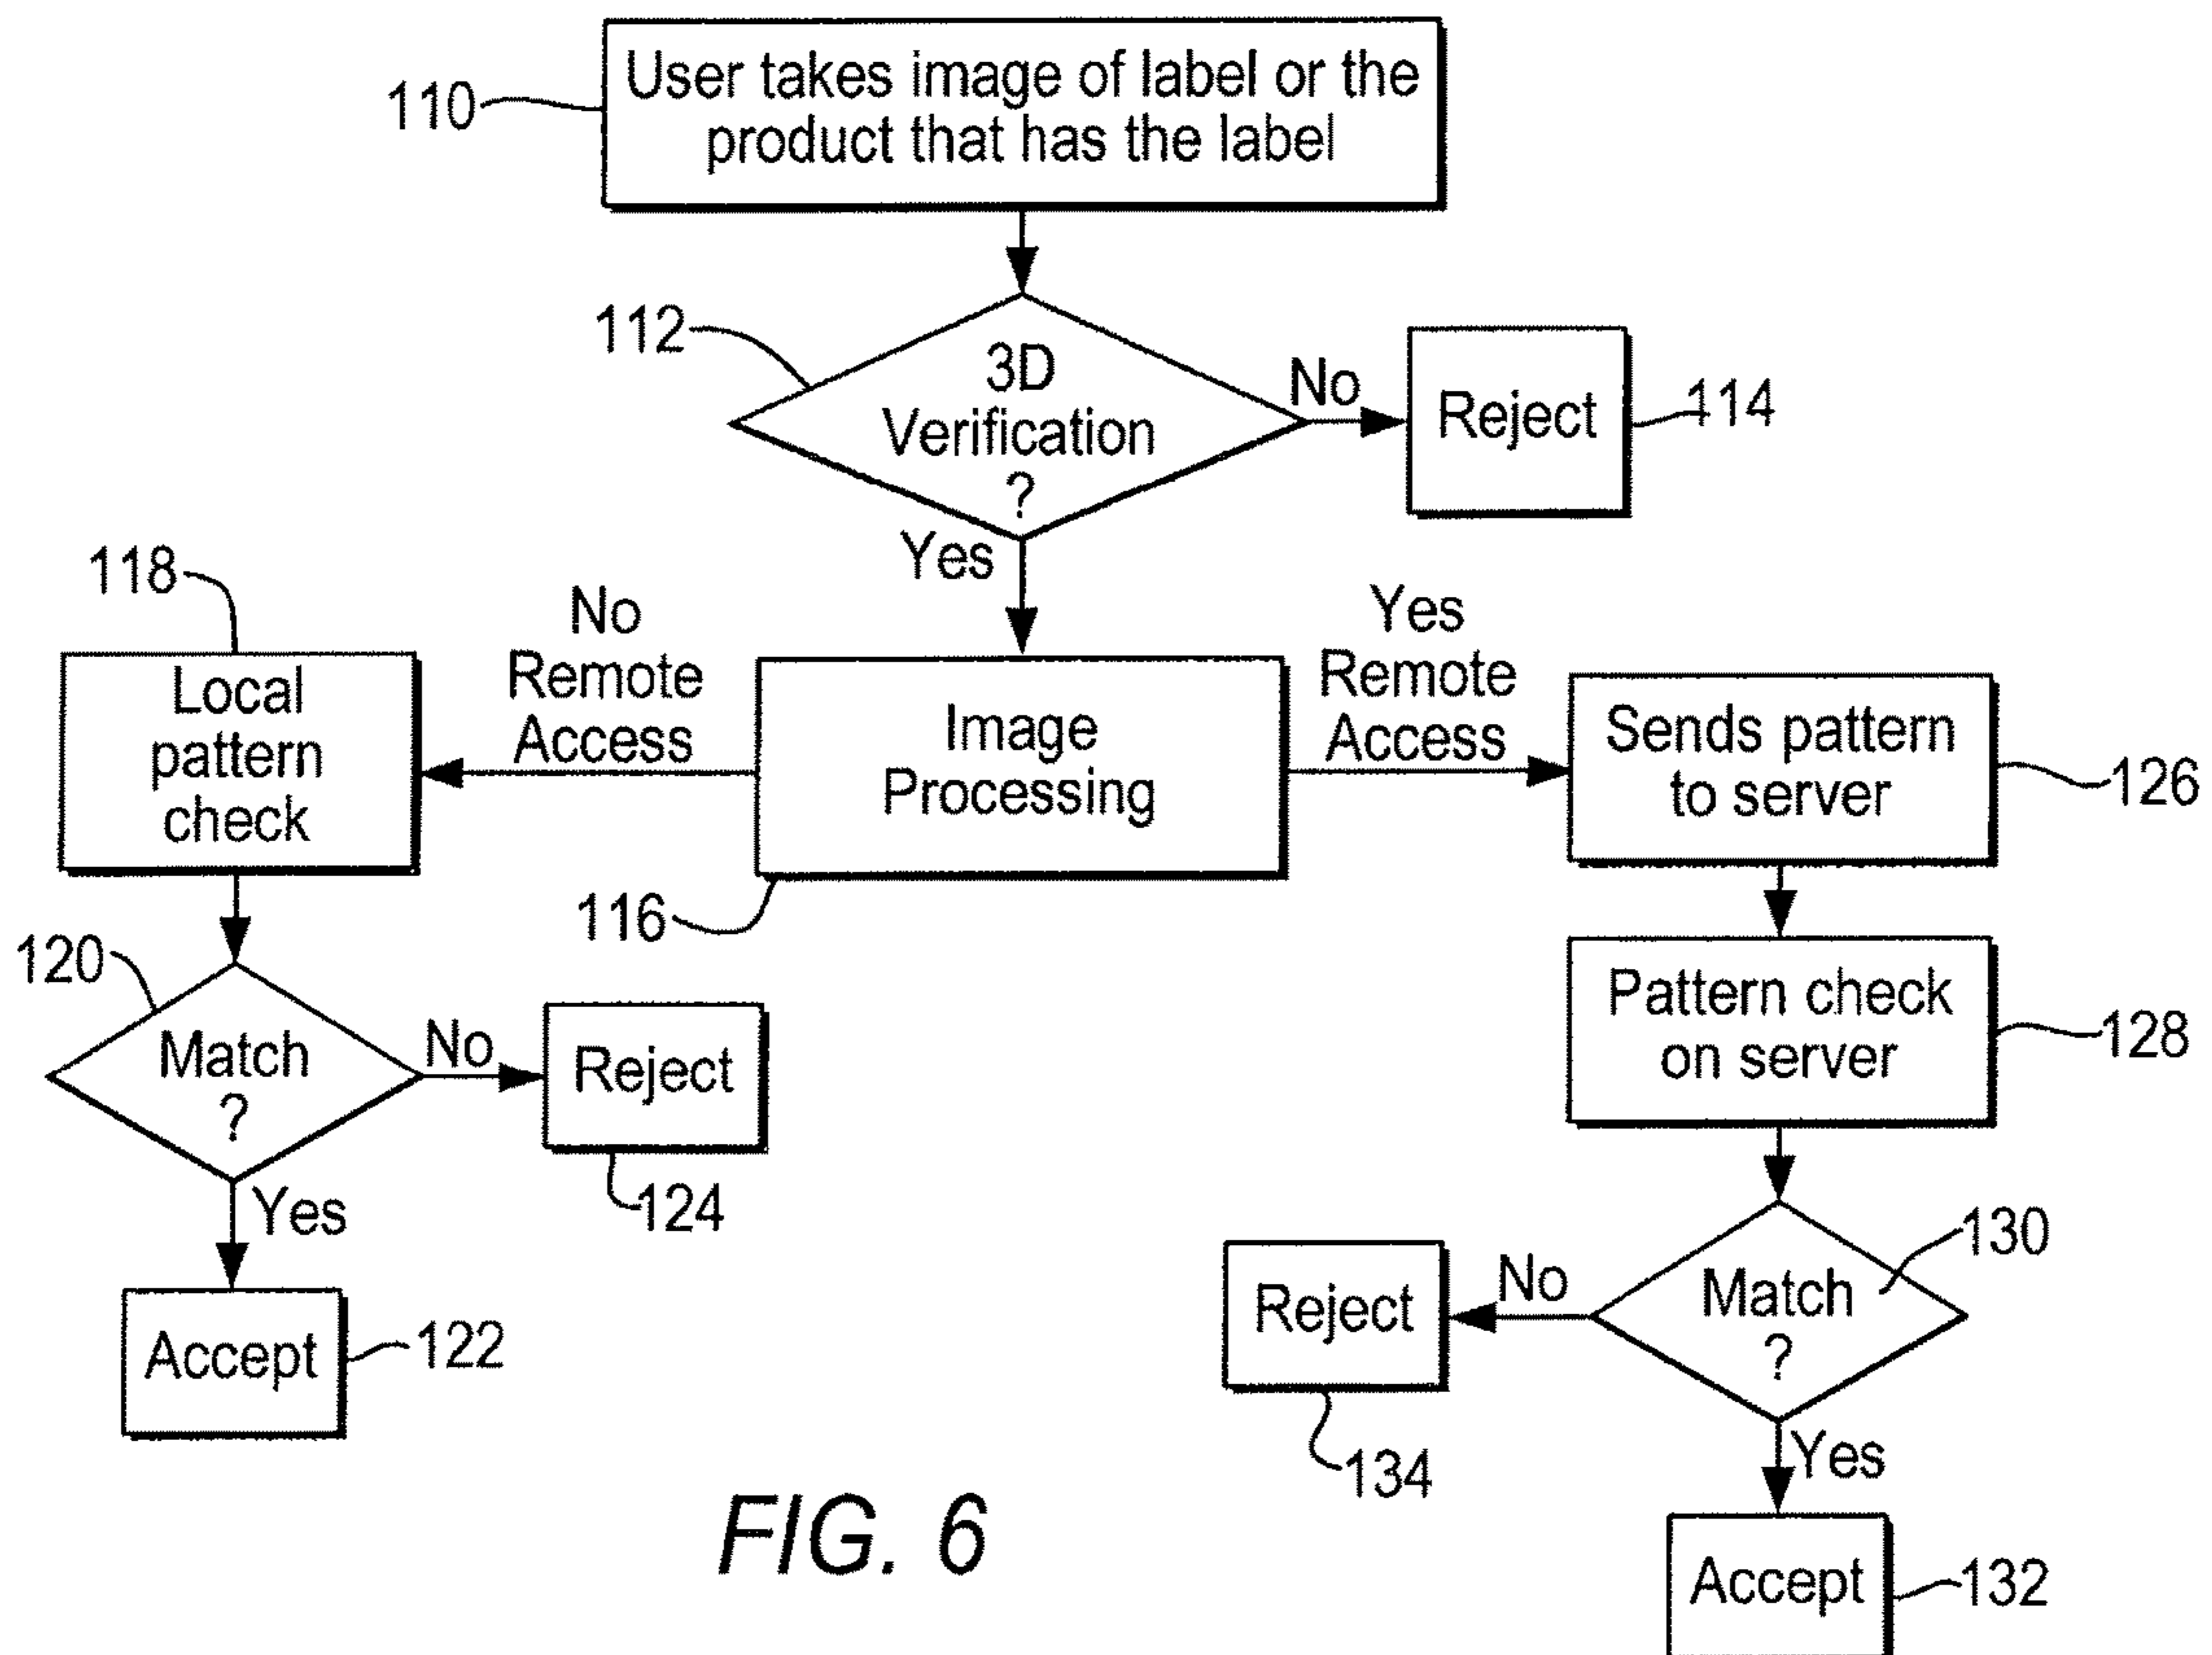 User takes image of label or the
product that has the label
110
112
3D
Verification
?
No
Reject
114
Yes
118
No
Remote
Access
Yes
Remote
Access
Local
pattern
check
Image
Processing
116
Sends pattern
to server
126
120
Match
?
No
Reject
124
Yes
Accept
122
Pattern check
on server
128
130
Match
?
No
Reject
134
Yes
Accept
132
FIG. 6